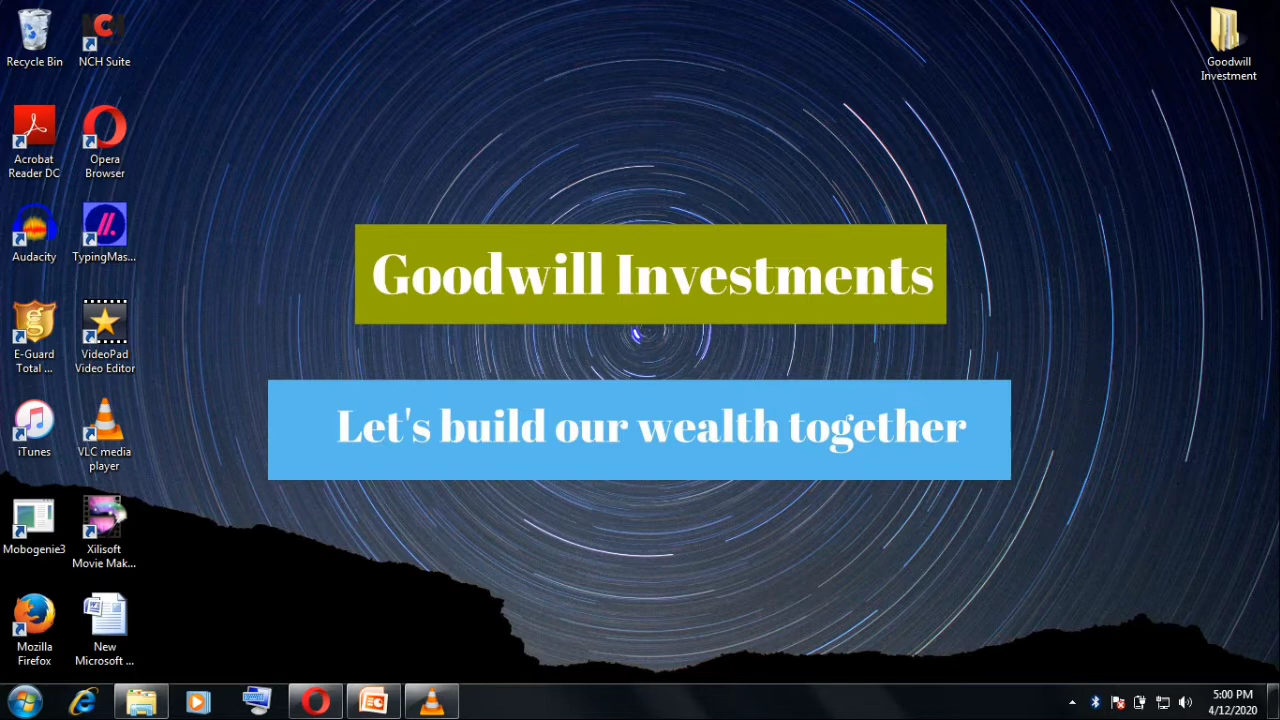 Recycle Bin
NCH Suite
Goodwill
Investment
Acrobat
Reader DC
Opera
Browser
Audacity
TypingMas...
Goodwill Investments
E-Guard
Total ...
VideoPad
Video Editor
Let's build our wealth together
iTunes
VLC media
player
Mobogenie3
Xilisoft
Movie Mak...
Mozilla
Firefox
New
Microsoft ...
5:00 PM
4/12/2020